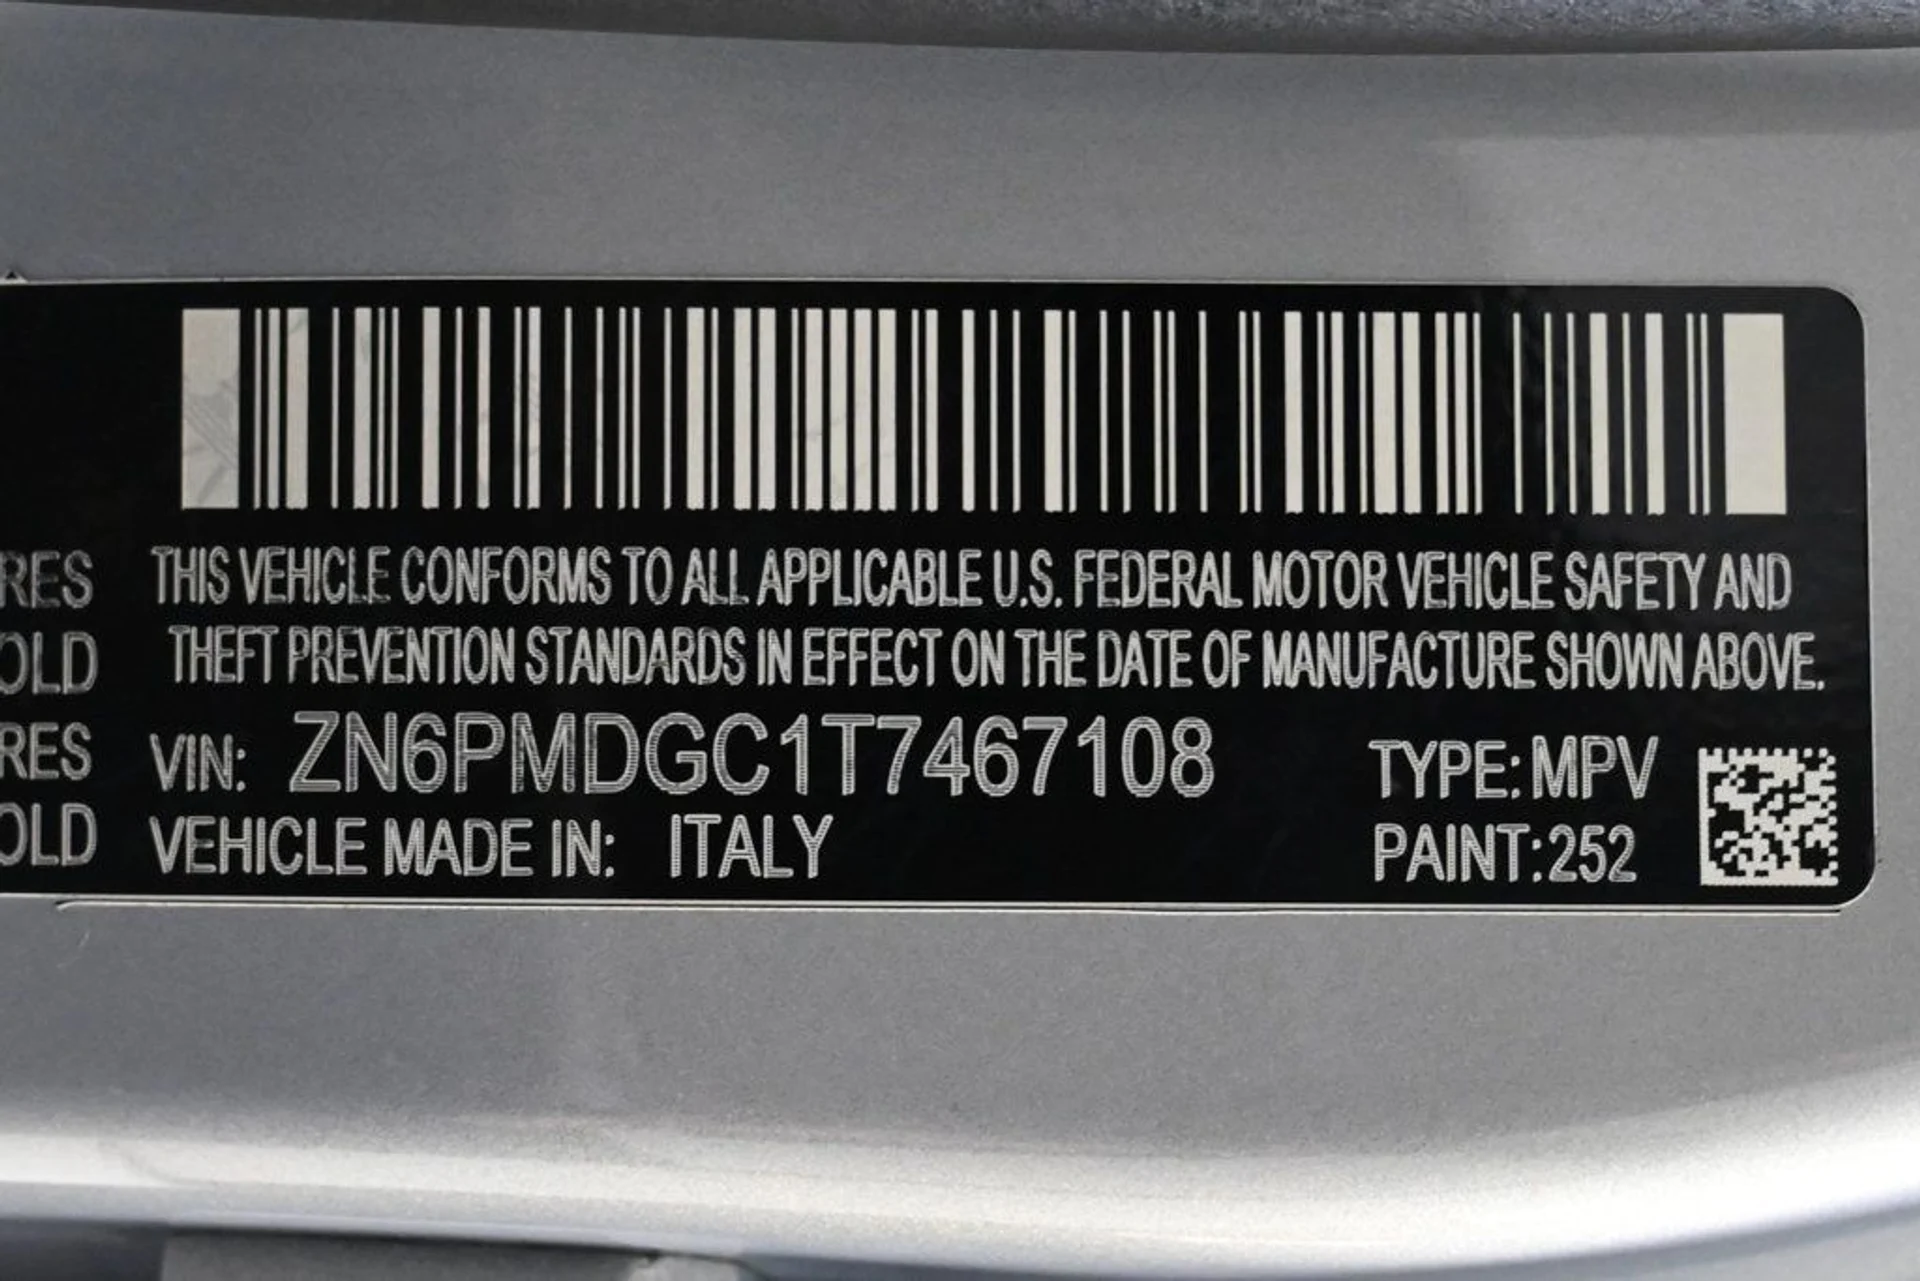 RES THIS VEHICLE CONFORMS TO ALL APPLICABLE U.S. FEDERAL MOTOR VEHICLE SAFETY AND
OLD THEFT PREVENTION STANDARDS IN EFFECT ON THE DATE OF MANUFACTURE SHOWN ABOVE.
RES VIN: ZN6PMDGC1T7467108 TYPE: MPV
OLD VEHICLE MADE IN: ITALY PAINT:252